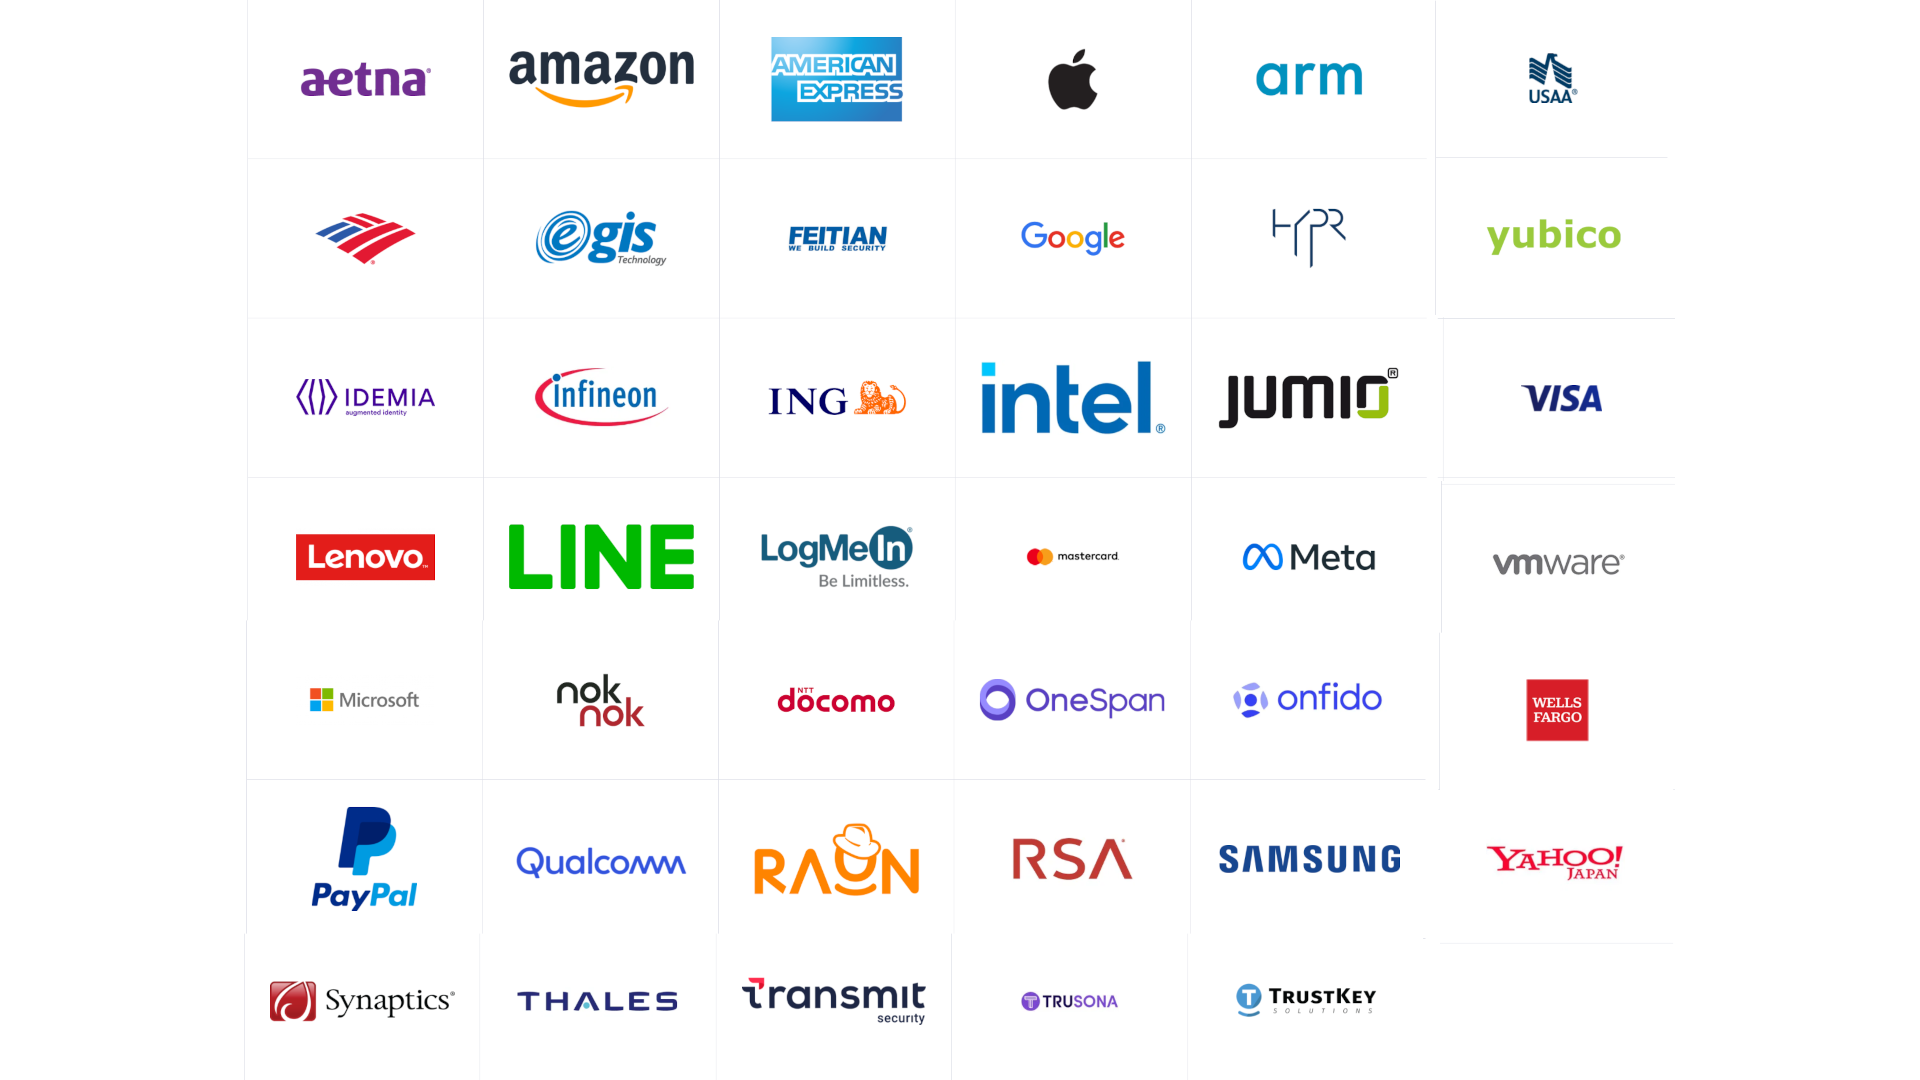 aetna®
amazon
AMERICAN
EXPRESS
arm
USAA®
®
egis
Technology
FEITIAN
WE BUILD SECURITY
Google
HYPR
yubico
IDEMIA
augmented identity
infineon
ING
intel®
JUMIO®
VISA
Lenovo™
LINE
LogMeIn®
Be Limitless.
mastercard.
Meta
vmware®
Microsoft
nok
nok
NTT
docomo
OneSpan
onfido
WELLS
FARGO
PayPal
Qualcomm
RAON
RSA
SAMSUNG
YAHOO!
JAPAN
Synaptics®
THALES
Transmit
security
TRUSONA
TRUSTKEY
SOLUTIONS